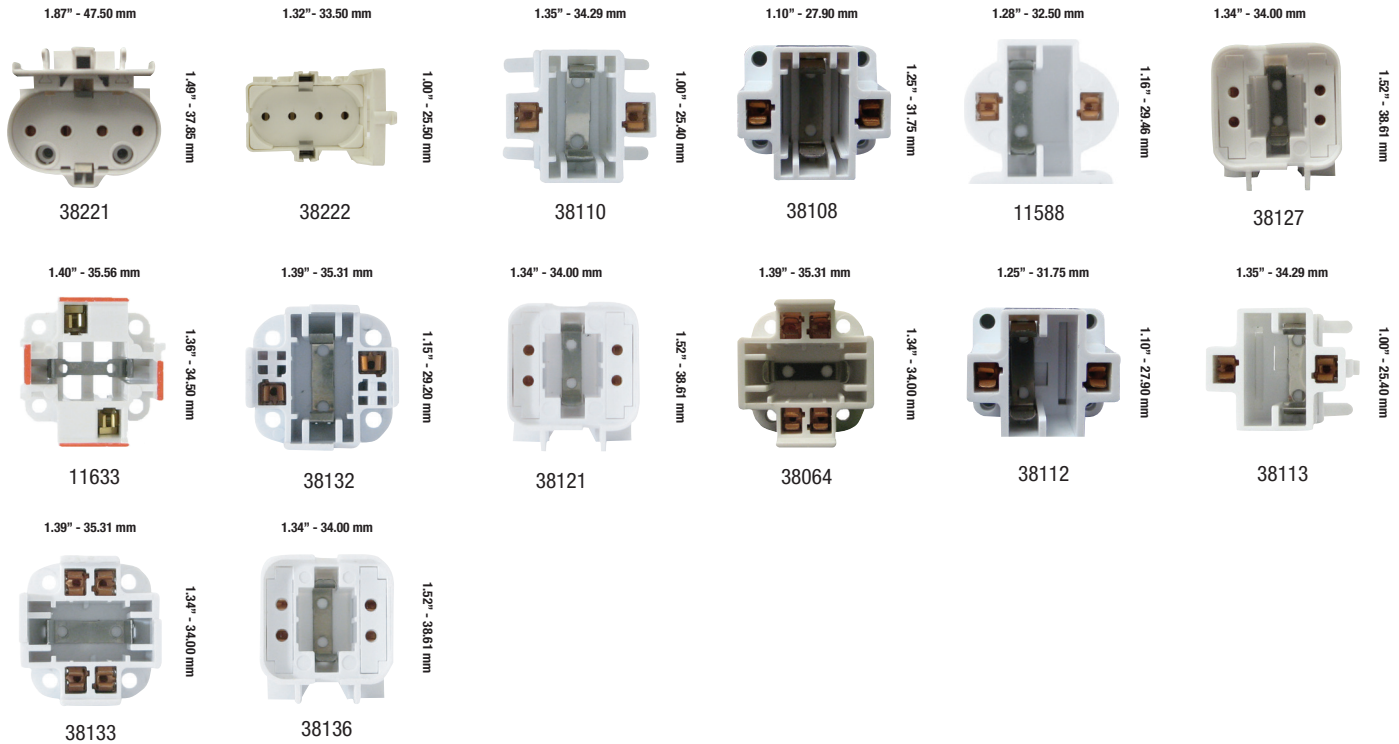 1.87” - 47.50 mm
1.32” - 33.50 mm
1.35” - 34.29 mm
1.10” - 27.90 mm
1.28” - 32.50 mm
1.34” - 34.00 mm
1.49” - 37.85 mm
1.00” - 25.50 mm
1.00” - 25.40 mm
1.25” - 31.75 mm
1.16” - 29.46 mm
1.52” - 38.61 mm
38221
38222
38110
38108
11588
38127
1.40” - 35.56 mm
1.39” - 35.31 mm
1.34” - 34.00 mm
1.39” - 35.31 mm
1.25” - 31.75 mm
1.35” - 34.29 mm
1.36” - 34.50 mm
1.15” - 29.20 mm
1.52” - 38.61 mm
1.34” - 34.00 mm
1.10” - 27.90 mm
1.00” - 25.40 mm
11633
38132
38121
38064
38112
38113
1.39” - 35.31 mm
1.34” - 34.00 mm
1.34” - 34.00 mm
1.52” - 38.61 mm
38133
38136